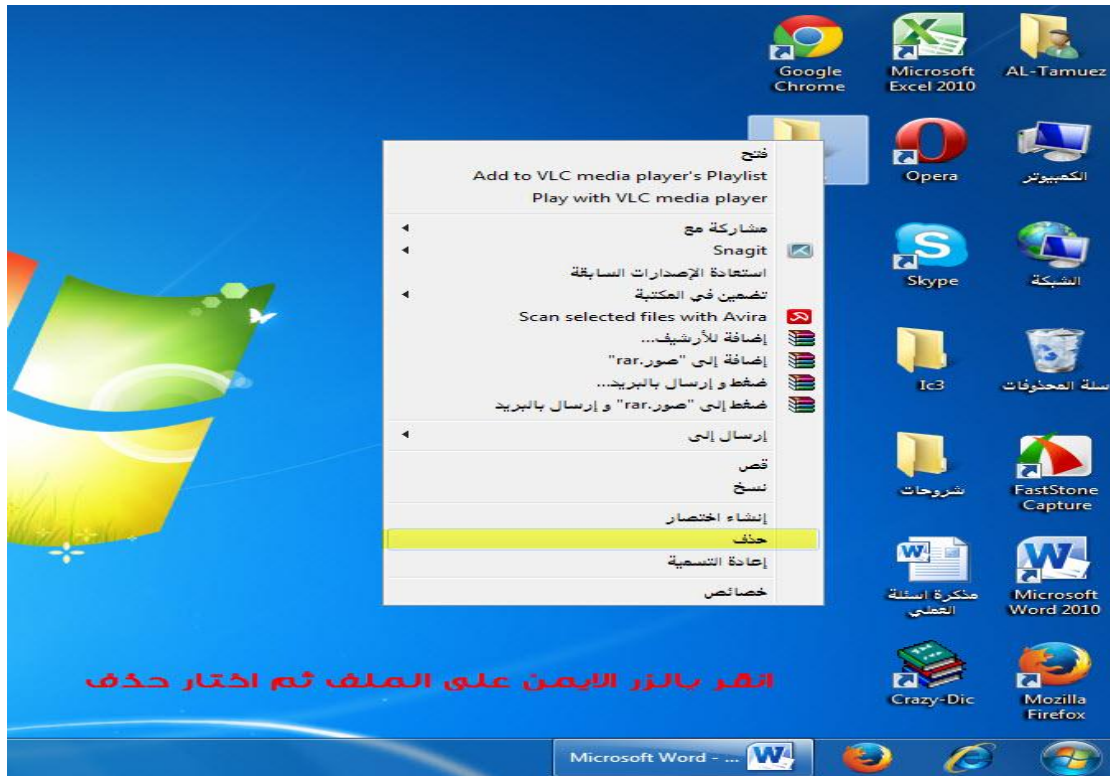 Google
Chrome
Microsoft
Excel 2010
AL-Tamuez
Opera
الكمبيوتر
Skype
الشبكة
Ic3
سلة المحذوفات
شروحات
FastStone
Capture
مذكرة اسئلة
العملي
Microsoft
Word 2010
Crazy-Dic
Mozilla
Firefox
فتح
Add to VLC media player's Playlist
Play with VLC media player
مشاركة مع
Snagit
استعادة الإصدارات السابقة
تضمين في المكتبة
Scan selected files with Avira
إضافة للأرشيف...
إضافة إلى "صور.rar"
ضغط و إرسال بالبريد...
ضغط إلى "صور.rar" و إرسال بالبريد
إرسال إلى
قص
نسخ
إنشاء اختصار
حذف
إعادة التسمية
خصائص
انقر بالزر الايمن على الملف ثم اختار حذف
Microsoft Word - ...